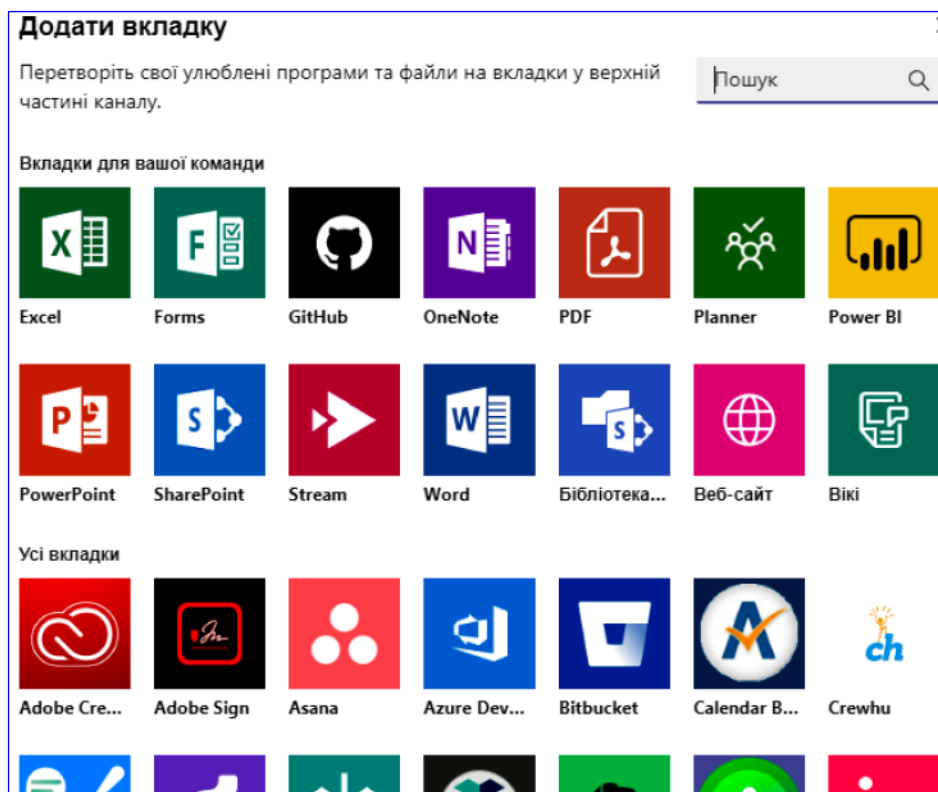 Додати вкладку
Перетворіть свої улюблені програми та файли на вкладки у верхній
частині каналу.
Пошук
Вкладки для вашої команди
Excel Forms GitHub OneNote PDF Planner Power BI
PowerPoint SharePoint Stream Word Бібліотека... Веб-сайт Вікі
Усі вкладки
Adobe Cre... Adobe Sign Asana Azure Dev... Bitbucket Calendar B... Crewhu